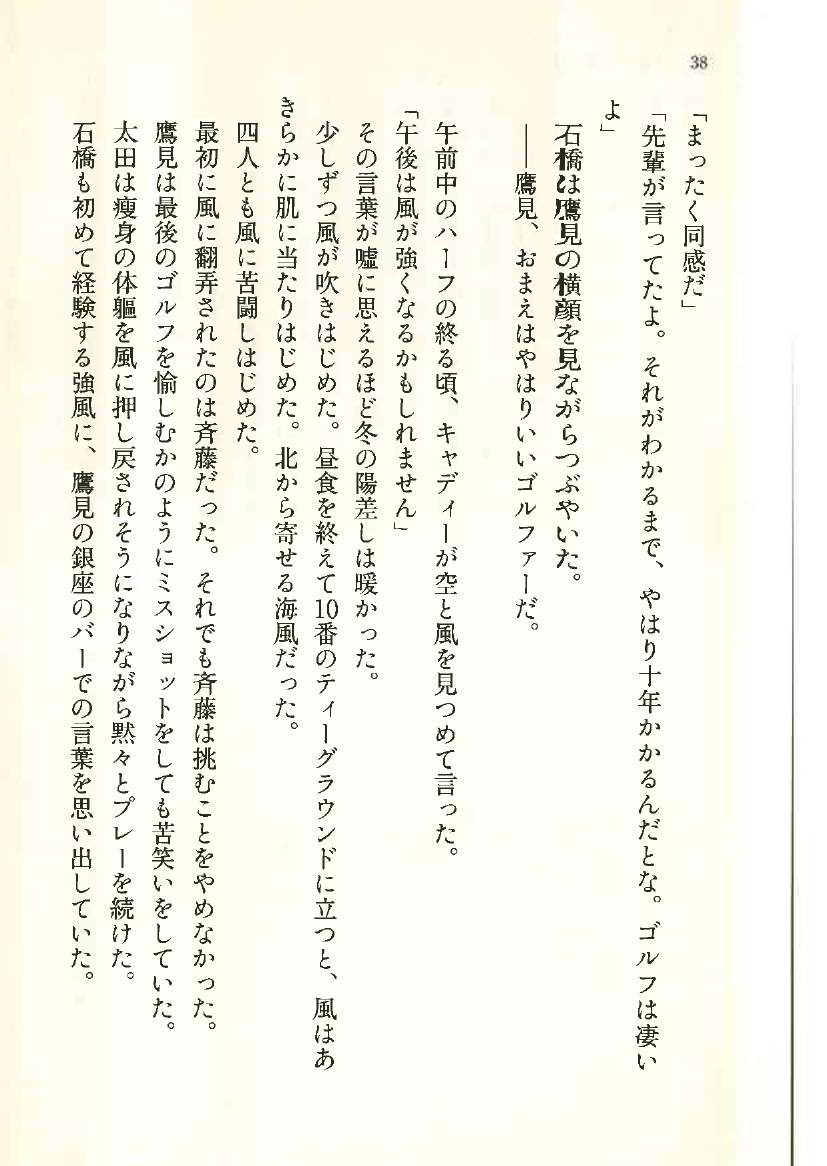 38
「まったく同感だ」
「先輩が言ってたよ。それがわかるまで、やはり十年かかるんだとな。ゴルフは凄い
よ」
石橋は鷹見の横顔を見ながらつぶやいた。
――鷹見、おまえはやはりいいゴルファーだ。
午前中のハーフの終る頃、キャディーが空と風を見つめて言った。
「午後は風が強くなるかもしれません」
その言葉が嘘に思えるほど冬の陽差しは暖かった。
少しずつ風が吹きはじめた。昼食を終えて10番のティーグラウンドに立つと、風はあ
きらかに肌に当たりはじめた。北から寄せる海風だった。
四人とも風に苦闘しはじめた。
最初に風に翻弄されたのは斉藤だった。それでも斉藤は挑むことをやめなかった。
鷹見は最後のゴルフを愉しむかのようにミスショットをしても苦笑いをしていた。
太田は痩身の体軀を風に押し戻されそうになりながら黙々とプレーを続けた。
石橋も初めて経験する強風に、鷹見の銀座のバーでの言葉を思い出していた。